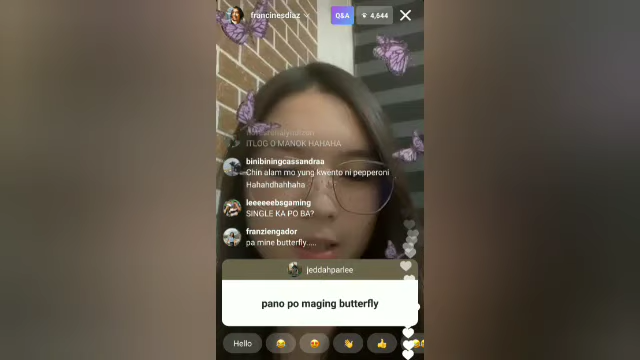 francinesdiaz
Q&A
4,644
ITLOG O MANOK HAHAHA
binibiningcassandraa
Chin alam mo yung kwento ni pepperoni
Hahahdhahhaha
leeeeeebsgaming
SINGLE KA PO BA?
franziengador
pa mine butterfly ....
jeddahparlee
pano po maging butterfly
Hello